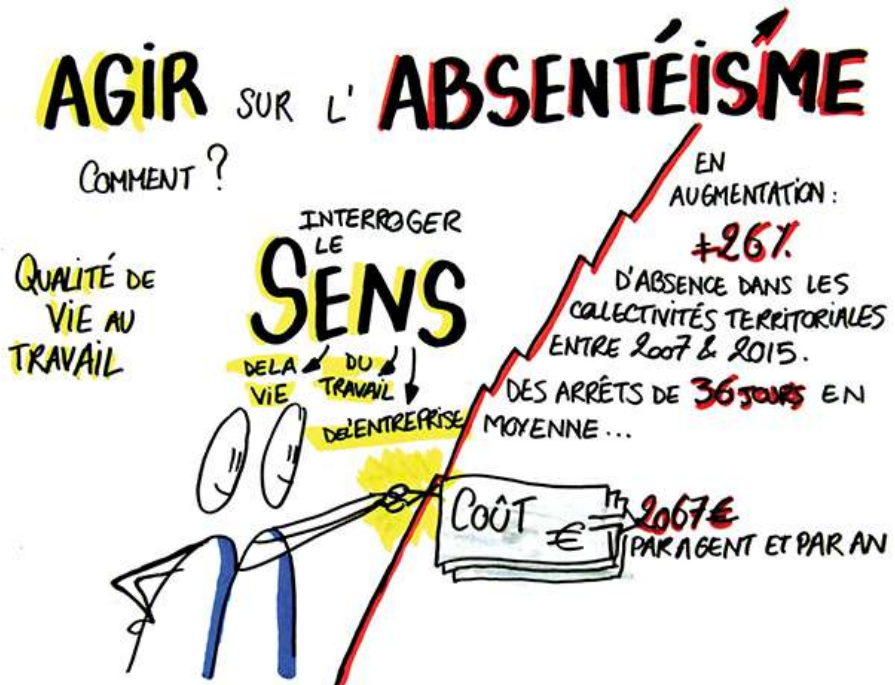 AGIR SUR L' ABSENTÉISME
COMMENT ?
QUALITÉ DE
VIE AU
TRAVAIL
INTERROGER
LE
SENS
DE LA
VIE
DU
TRAVAIL
DE L'ENTREPRISE
EN
AUGMENTATION :
+26%
D'ABSENCE DANS LES
COLLECTIVITÉS TERRITORIALES
ENTRE 2007 & 2015.
DES ARRÊTS DE 36 JOURS EN
MOYENNE...
COÛT
€
2067€
PAR AGENT ET PAR AN